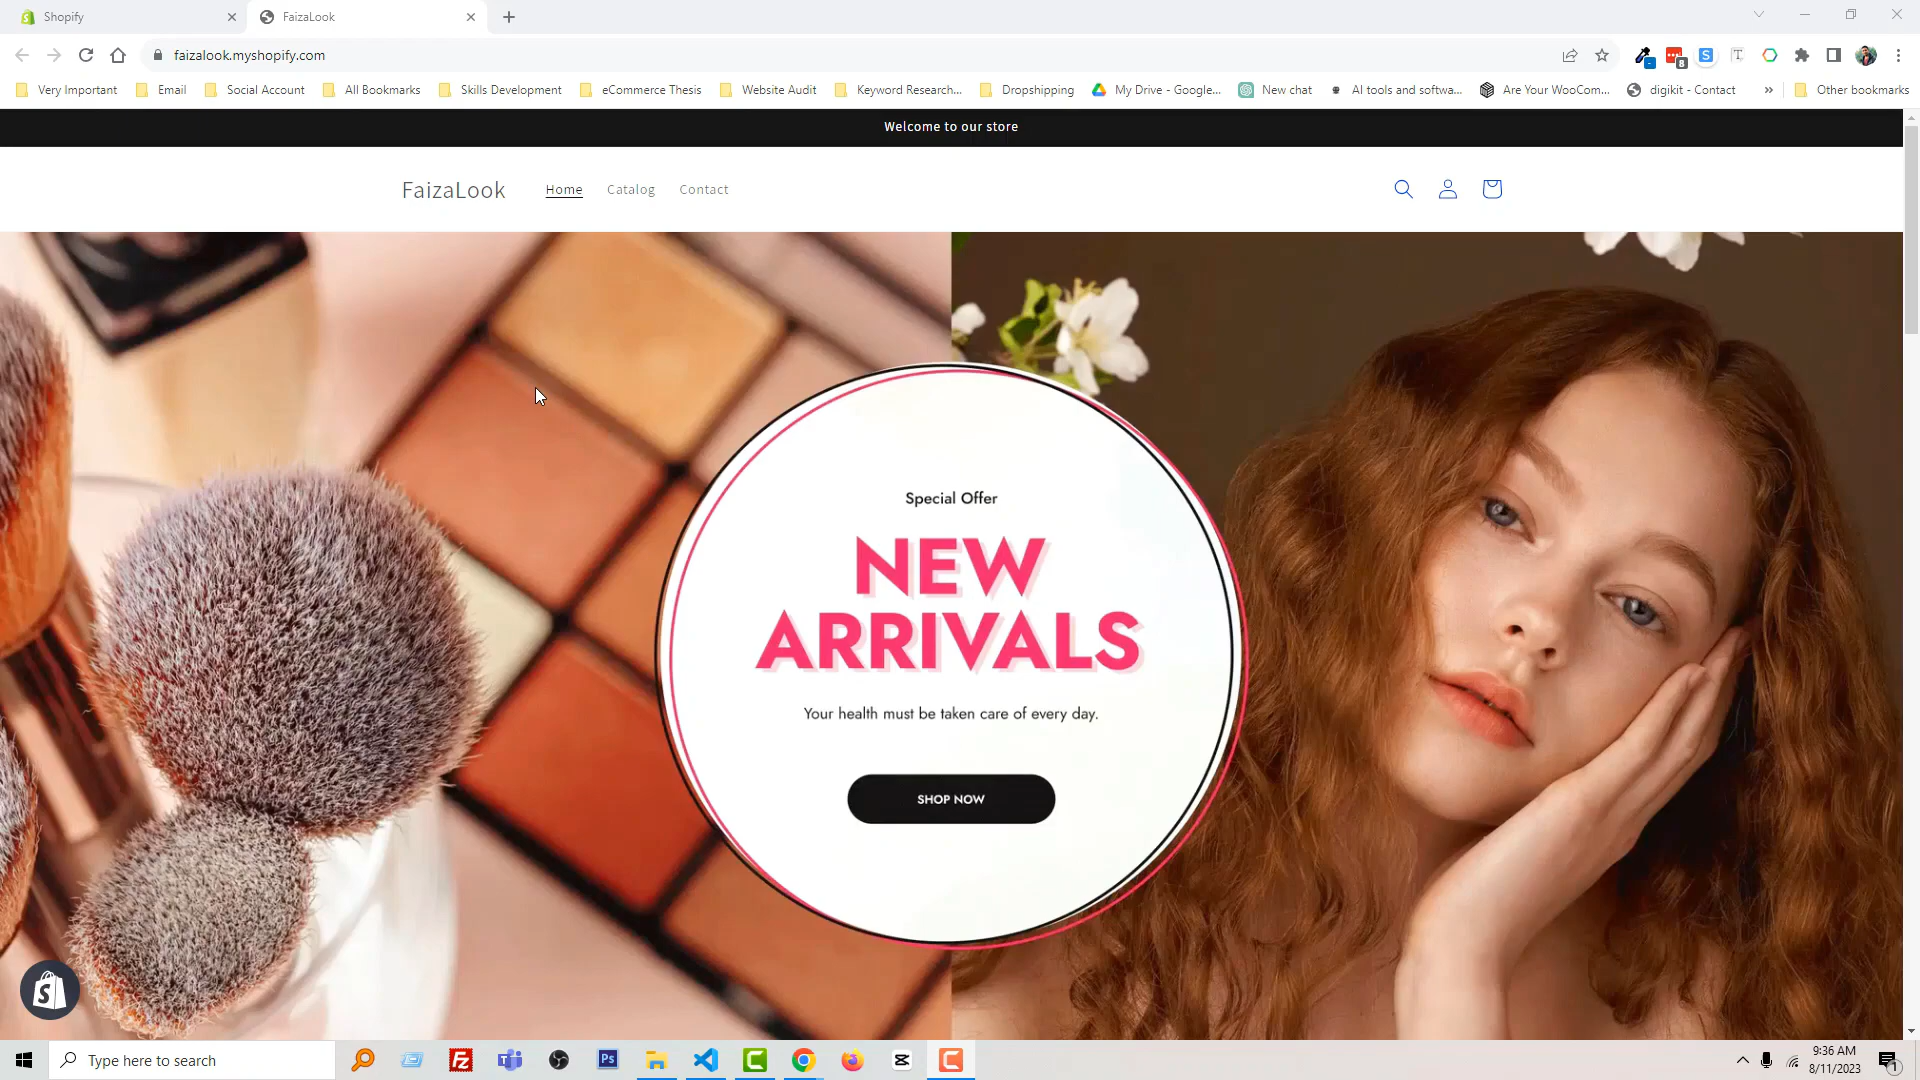 Shopify
FaizaLook
faizalook.myshopify.com
8
Very Important
Email
Social Account
All Bookmarks
Skills Development
eCommerce Thesis
Website Audit
Keyword Research...
Dropshipping
My Drive - Google...
New chat
AI tools and softwa...
Are Your WooCom...
digikit - Contact
»
Other bookmarks
Welcome to our store
FaizaLook
Home
Catalog
Contact
Special Offer
NEW
ARRIVALS
Your health must be taken care of every day.
SHOP NOW
Type here to search
Ps
9:36 AM
8/11/2023
1